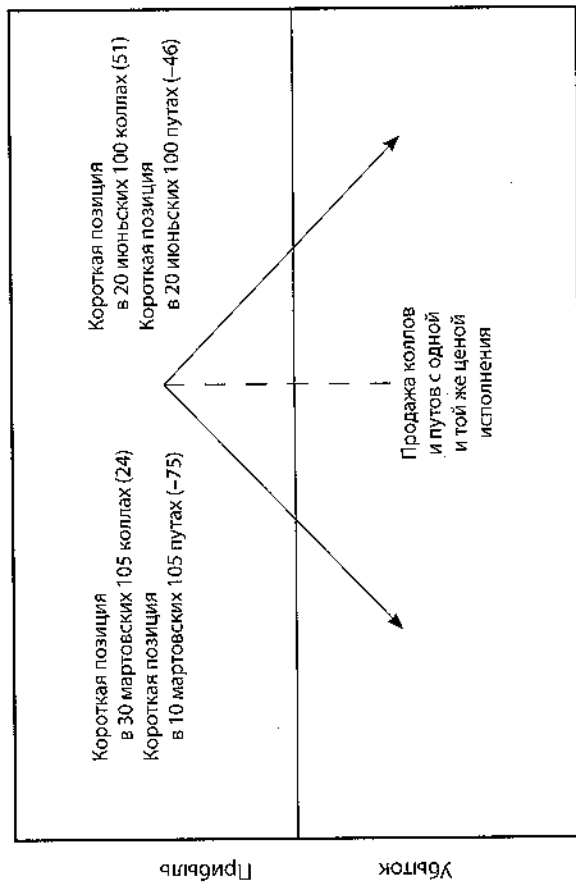 Прибыль
Убыток
Короткая позиция
в 30 мартовских 105 коллах (24)
Короткая позиция
в 10 мартовских 105 путах (−75)
Короткая позиция
в 20 июньских 100 коллах (51)
Короткая позиция
в 20 июньских 100 путах (−46)
Продажа коллов
и путов с одной
и той же ценой
исполнения